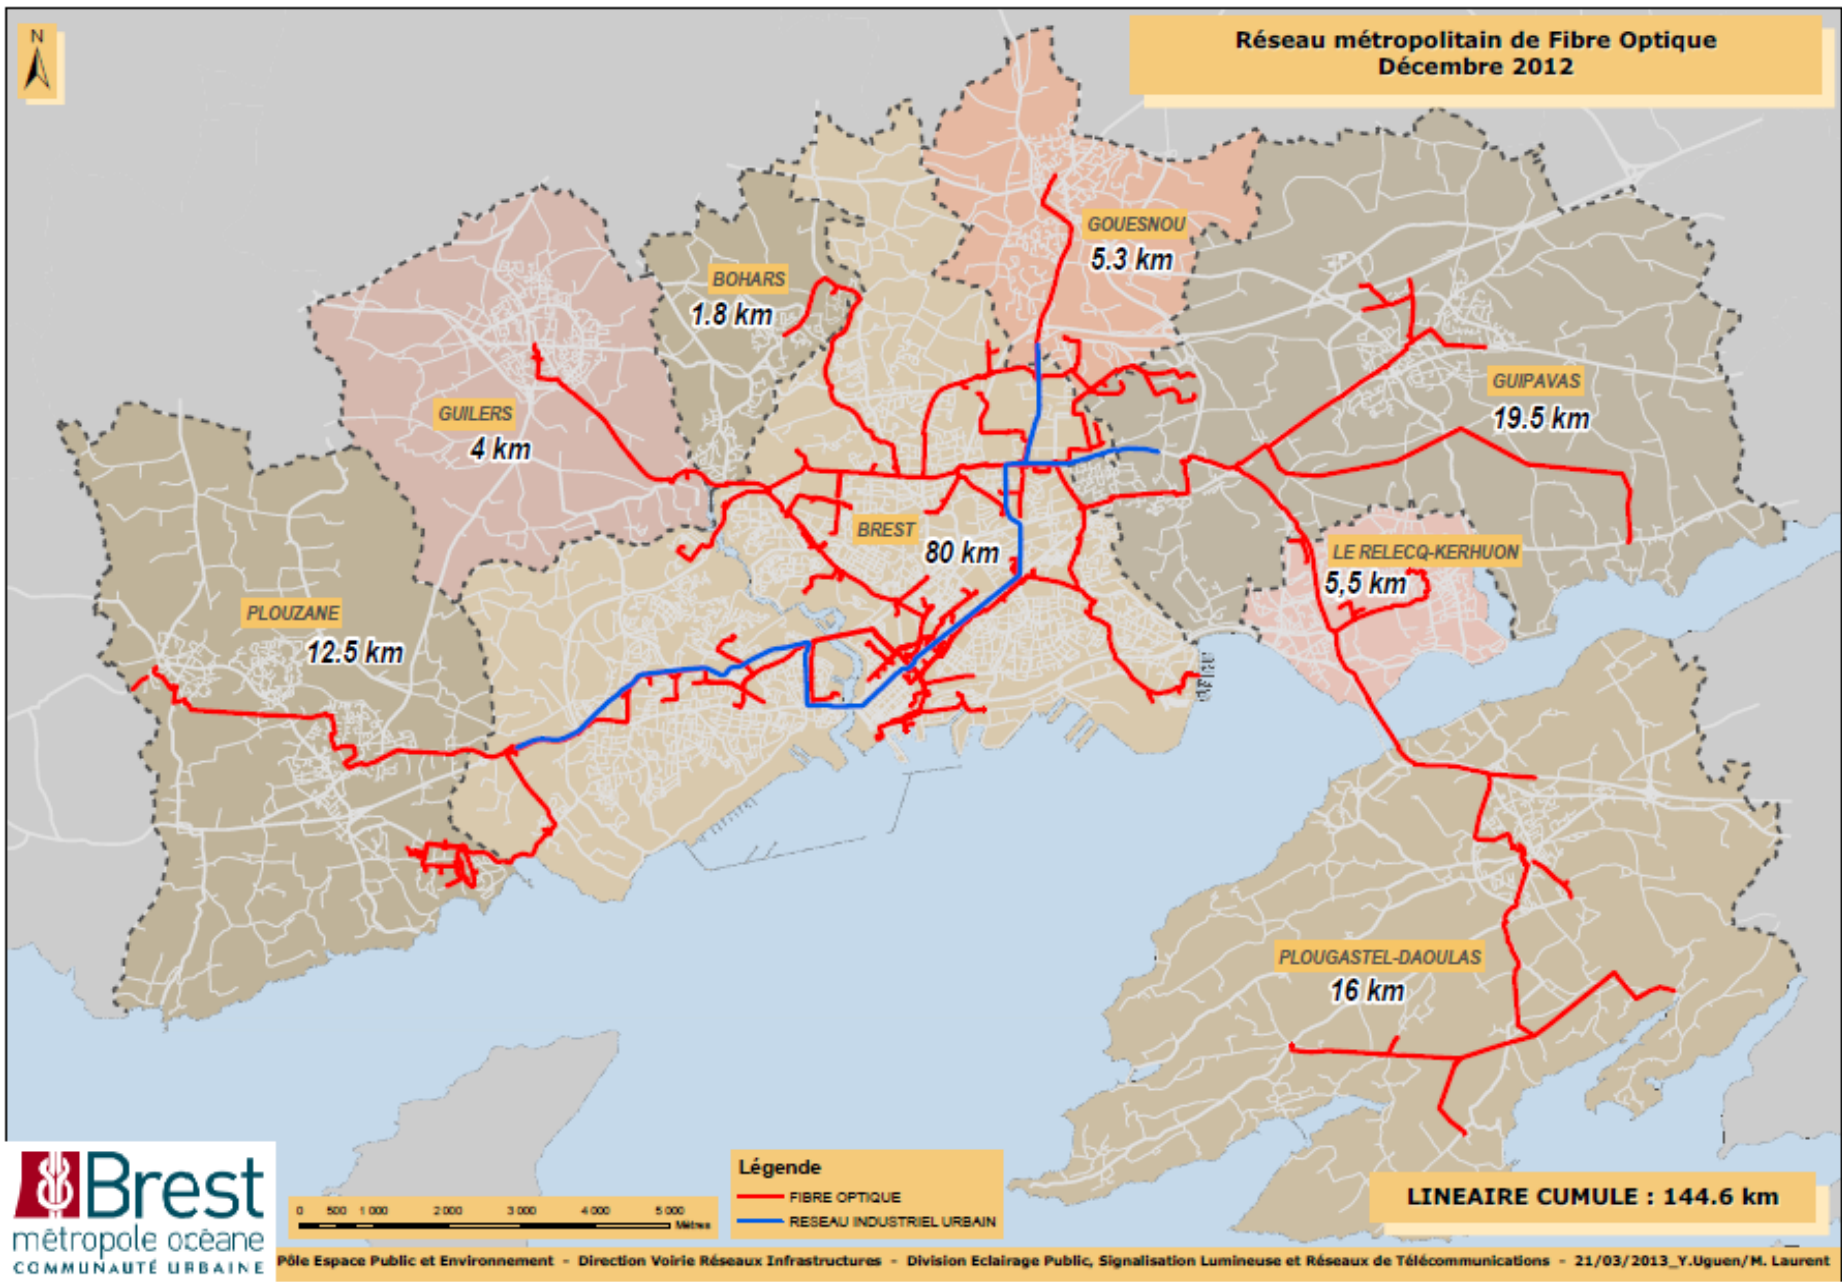 N
Réseau métropolitain de Fibre Optique
Décembre 2012
GOUESNOU
5.3 km
BOHARS
1.8 km
GUIPAVAS
19.5 km
GUILERS
4 km
BREST
80 km
LE RELECQ-KERHUON
5,5 km
PLOUZANE
12.5 km
PLOUGASTEL-DAOULAS
16 km
Brest
métropole océane
COMMUNAUTÉ URBAINE
0 500 1 000 2 000 3 000 4 000 5 000
Mètres
Légende
FIBRE OPTIQUE
RESEAU INDUSTRIEL URBAIN
LINEAIRE CUMULE : 144.6 km
Pôle Espace Public et Environnement - Direction Voirie Réseaux Infrastructures - Division Eclairage Public, Signalisation Lumineuse et Réseaux de Télécommunications - 21/03/2013_Y.Uguen/M. Laurent